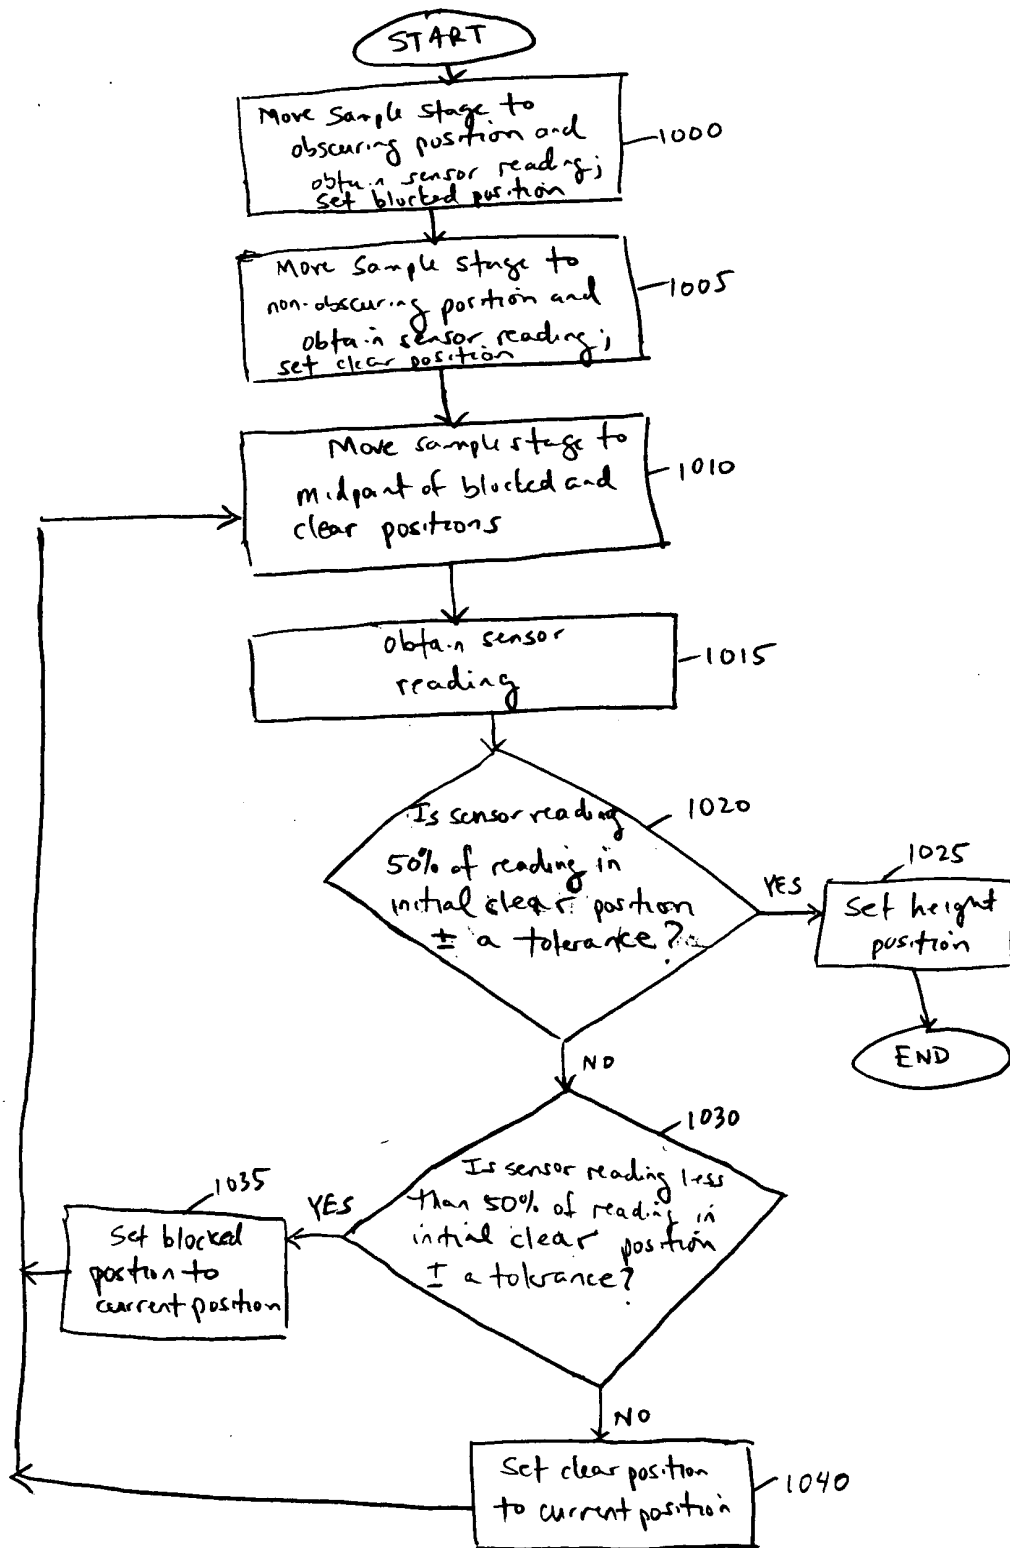 START
Move sample stage to
obscuring position and
obtain sensor reading;
set blocked position
1000
Move sample stage to
non-obscuring position and
obtain sensor reading;
set clear position
1005
Move sample stage to
midpoint of blocked and
clear positions
1010
Obtain sensor
reading
1015
Is sensor reading
50% of reading in
initial clear position
± a tolerance?
1020
YES
1025
Set height
position
END
NO
1030
Is sensor reading less
than 50% of reading in
initial clear position
± a tolerance?
YES
1035
Set blocked
postion to
current position
NO
Set clear position
to current position
1040